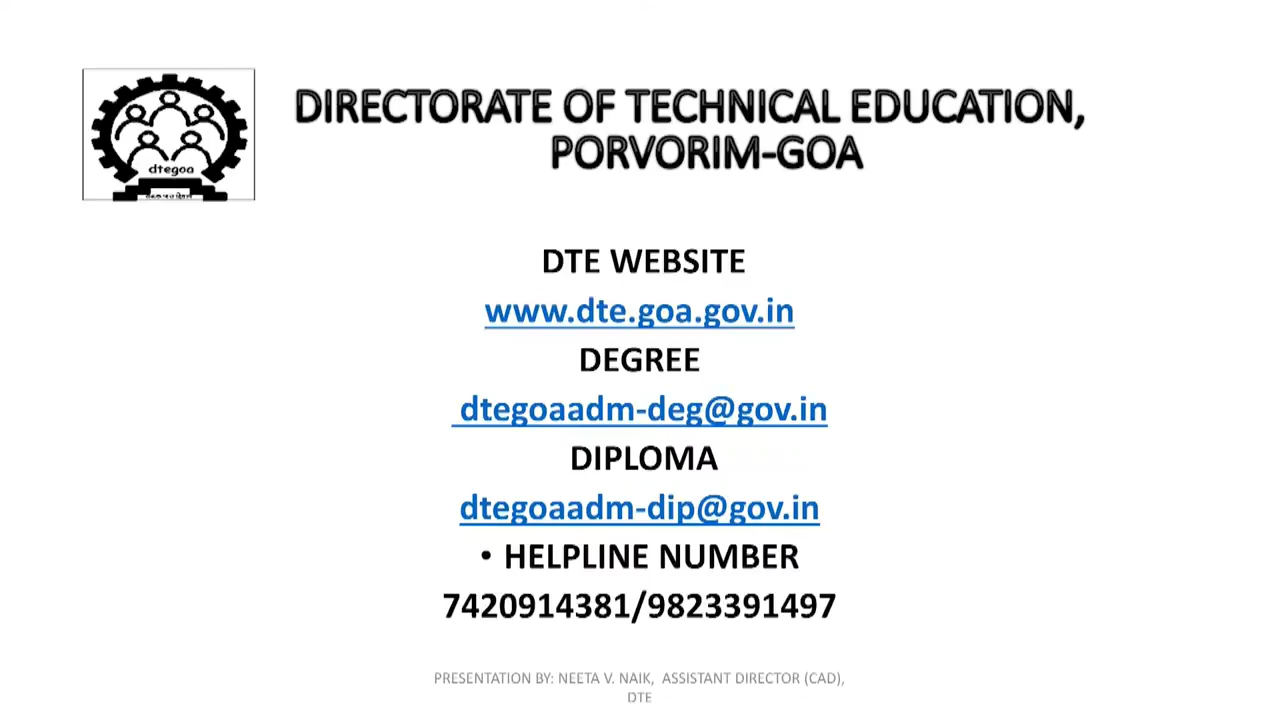 DIRECTORATE OF TECHNICAL EDUCATION,
PORVORIM-GOA
dtegoa
DTE WEBSITE
www.dte.goa.gov.in
DEGREE
dtegoaadm-deg@gov.in
DIPLOMA
dtegoaadm-dip@gov.in
• HELPLINE NUMBER
7420914381/9823391497
PRESENTATION BY: NEETA V. NAIK, ASSISTANT DIRECTOR (CAD),
DTE